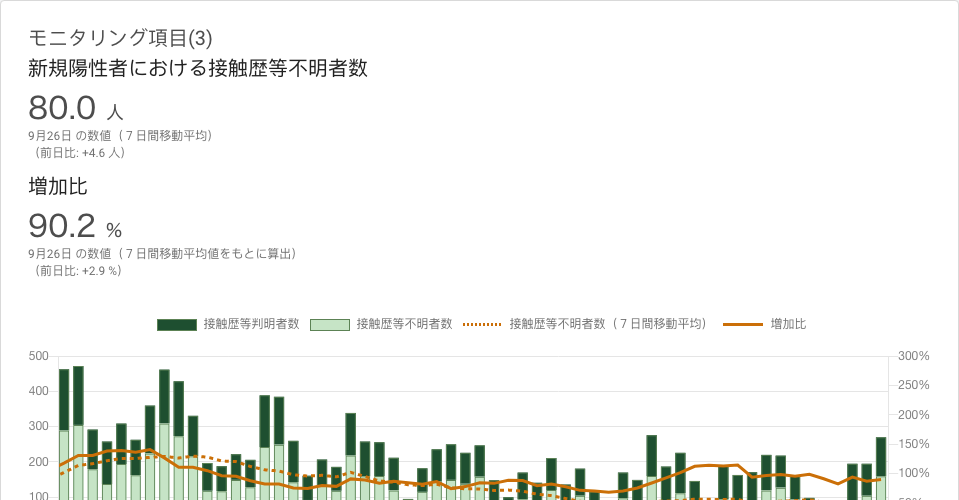 モニタリング項目(3)
新規陽性者における接触歴等不明者数
80.0 人
9月26日 の数値（７日間移動平均）
（前日比: +4.6 人）
増加比
90.2 %
9月26日 の数値（７日間移動平均値をもとに算出）
（前日比: +2.9 %）
接触歴等判明者数 接触歴等不明者数 接触歴等不明者数（７日間移動平均） 増加比
500 300%
400 250%
300 200%
200 150%
100 100%